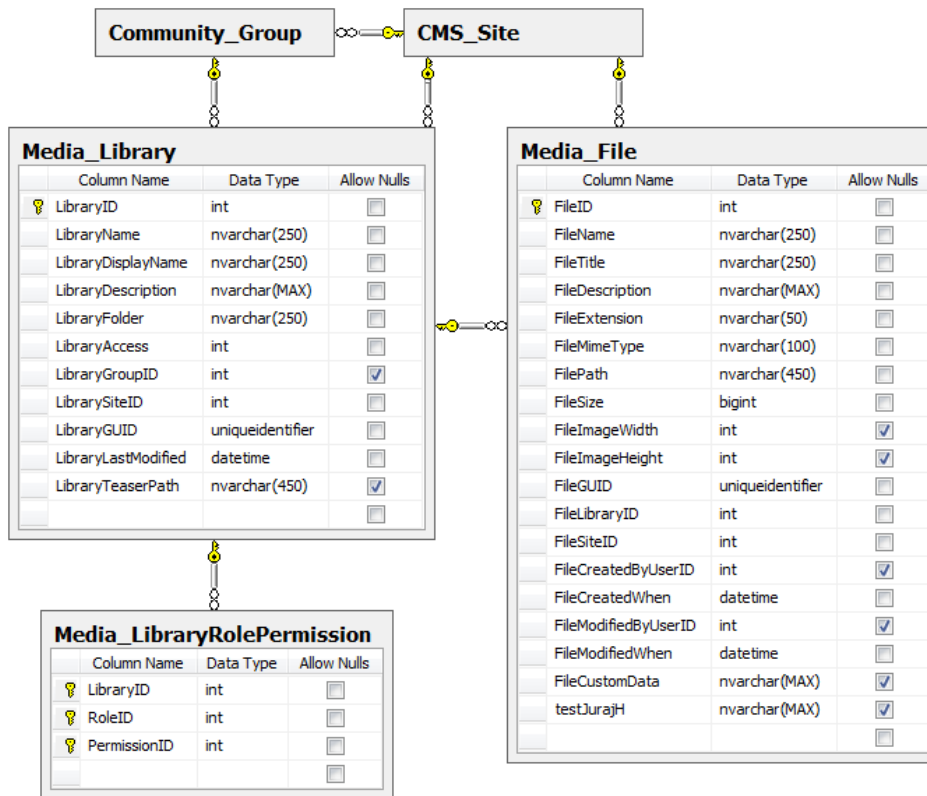 Community_Group
CMS_Site
Media_Library
Column Name Data Type Allow Nulls
LibraryID int
LibraryName nvarchar(250)
LibraryDisplayName nvarchar(250)
LibraryDescription nvarchar(MAX)
LibraryFolder nvarchar(250)
LibraryAccess int
LibraryGroupID int
LibrarySiteID int
LibraryGUID uniqueidentifier
LibraryLastModified datetime
LibraryTeaserPath nvarchar(450)
Media_File
Column Name Data Type Allow Nulls
FileID int
FileName nvarchar(250)
FileTitle nvarchar(250)
FileDescription nvarchar(MAX)
FileExtension nvarchar(50)
FileMimeType nvarchar(100)
FilePath nvarchar(450)
FileSize bigint
FileImageWidth int
FileImageHeight int
FileGUID uniqueidentifier
FileLibraryID int
FileSiteID int
FileCreatedByUserID int
FileCreatedWhen datetime
FileModifiedByUserID int
FileModifiedWhen datetime
FileCustomData nvarchar(MAX)
testJurajH nvarchar(MAX)
Media_LibraryRolePermission
Column Name Data Type Allow Nulls
LibraryID int
RoleID int
PermissionID int